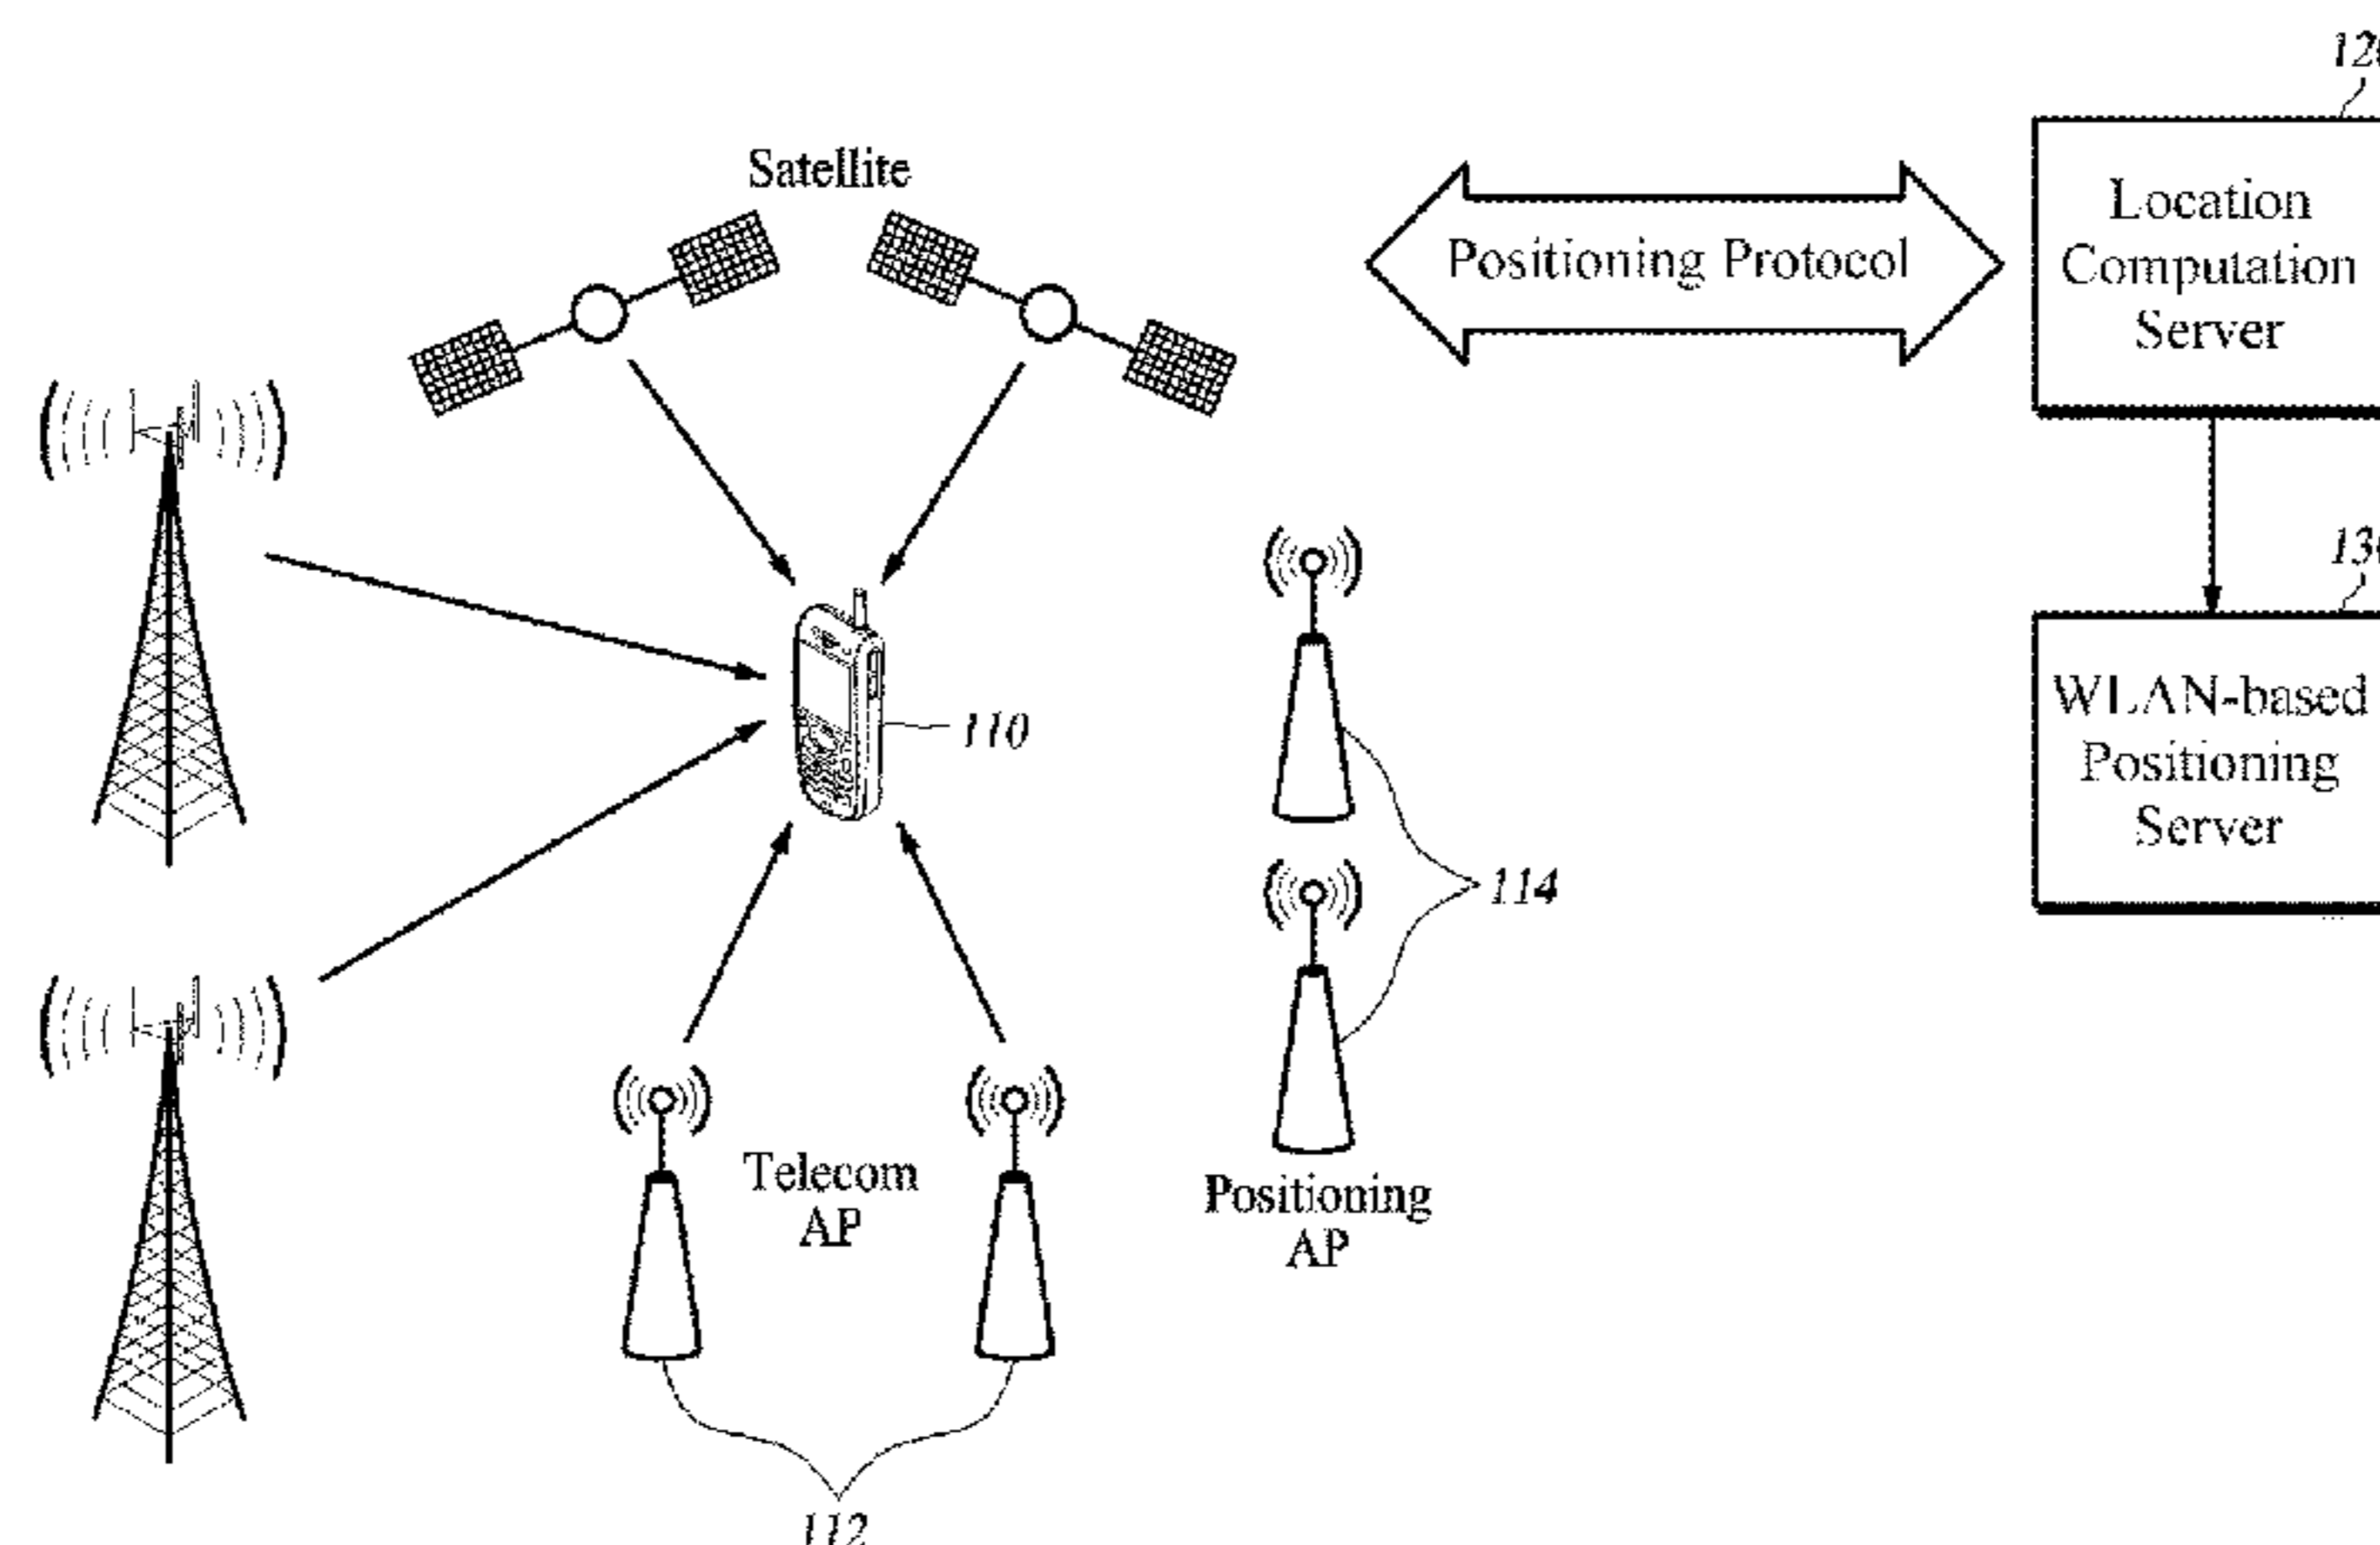 Satellite
Positioning Protocol
Location
Computation
Server
110
WLAN-based
Positioning
Server
114
Telecom
AP
Positioning
AP
112